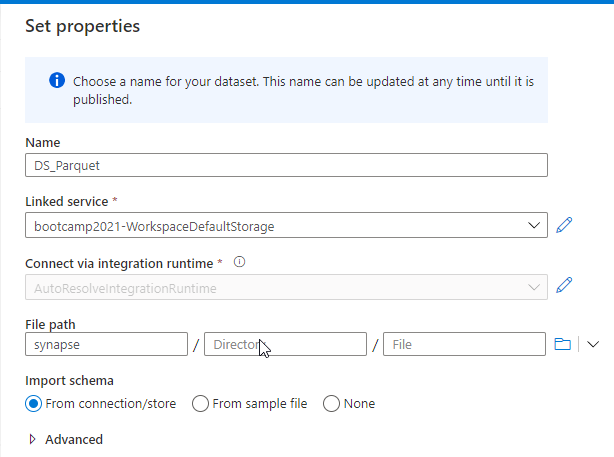 Set properties
Choose a name for your dataset. This name can be updated at any time until it is
published.
Name
DS_Parquet
Linked service *
bootcamp2021-WorkspaceDefaultStorage
Connect via integration runtime *
AutoResolveIntegrationRuntime
File path
synapse / Directory / File
Import schema
From connection/store From sample file None
Advanced